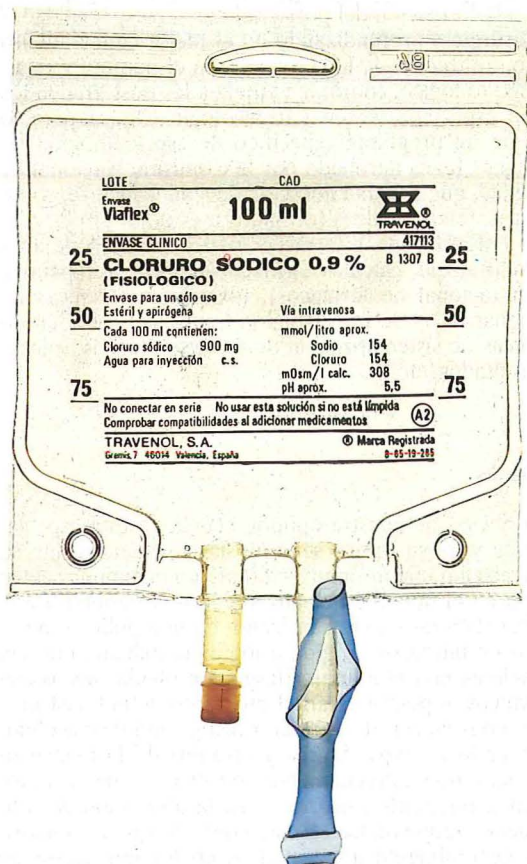 LOTE CAD
Envase
Viaflex® 100 ml ®
TRAVENOL
ENVASE CLINICO 417113
B 1307 B
25 CLORURO SODICO 0,9 % 25
(FISIOLOGICO)
Envase para un sólo uso
Estéril y apirógena Vía intravenosa
50 50
Cada 100 ml contienen: mmol/litro aprox.
Cloruro sódico 900 mg Sodio 154
Agua para inyección c.s. Cloruro 154
mOsm/l calc. 308
75 pH aprox. 5,5 75
No conectar en serie No usar esta solución si no está límpida
Comprobar compatibilidades al adicionar medicamentos A2
TRAVENOL, S.A. ® Marca Registrada
Gremis,7 46014 Valencia, España 8-85-19-285